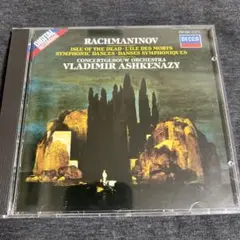 DIGITAL
DECCA
RACHMANINOV
ISLE OF THE DEAD · L'ILE DES MORTS
SYMPHONIC DANCES · DANSES SYMPHONIQUES
CONCERTGEBOUW ORCHESTRA
VLADIMIR ASHKENAZY